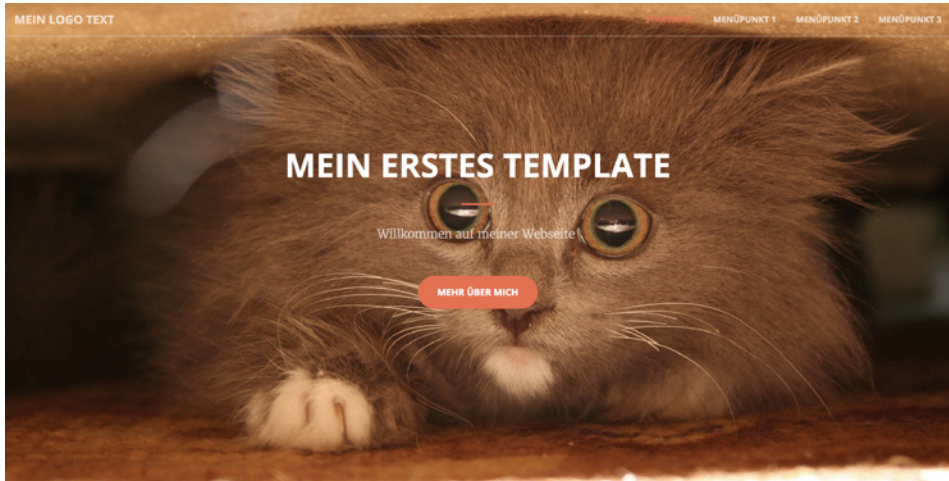 MEIN LOGO TEXT
STARTSEITE MENÜPUNKT 1 MENÜPUNKT 2 MENÜPUNKT 3
MEIN ERSTES TEMPLATE
Willkommen auf meiner Webseite
MEHR ÜBER MICH